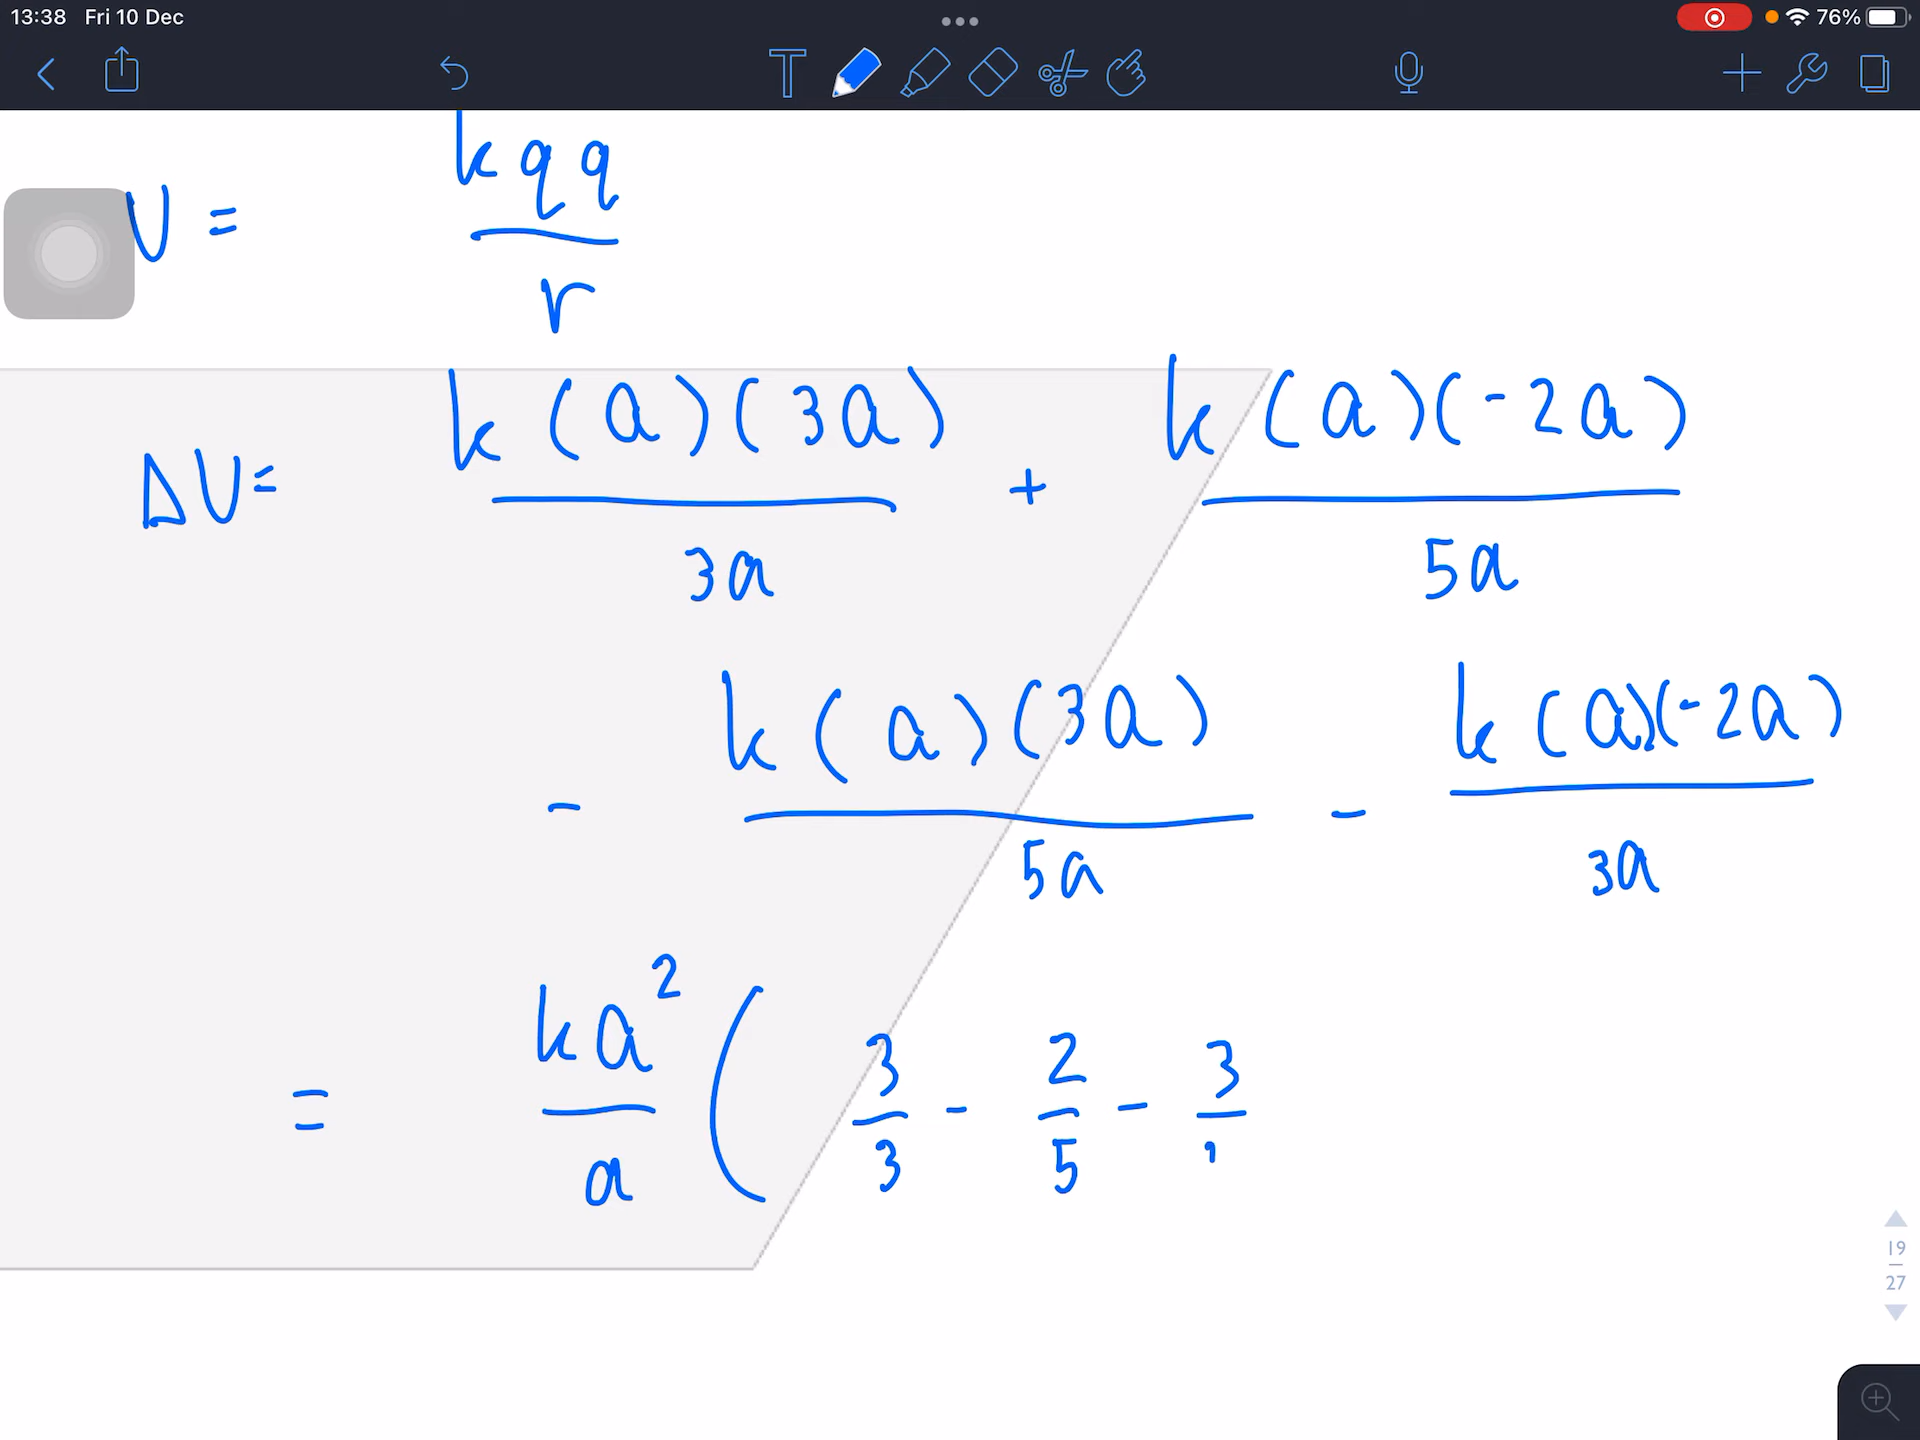 13:38 Fri 10 Dec 76%
T
U = kqq / r
ΔU = k(a)(3a) / 3a + k(a)(-2a) / 5a
- k(a)(3a) / 5a - k(a)(-2a) / 3a
= ka² / a ( 3/3 - 2/5 - 3/
19
27